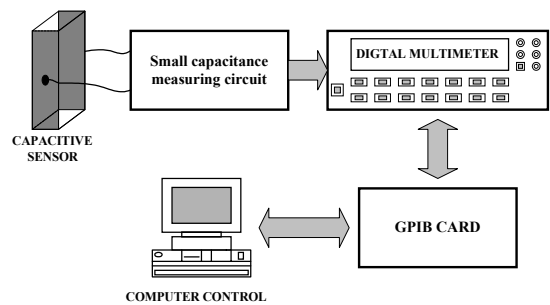 Small capacitance
measuring circuit
DIGTAL MULTIMETER
CAPACITIVE
SENSOR
GPIB CARD
COMPUTER CONTROL